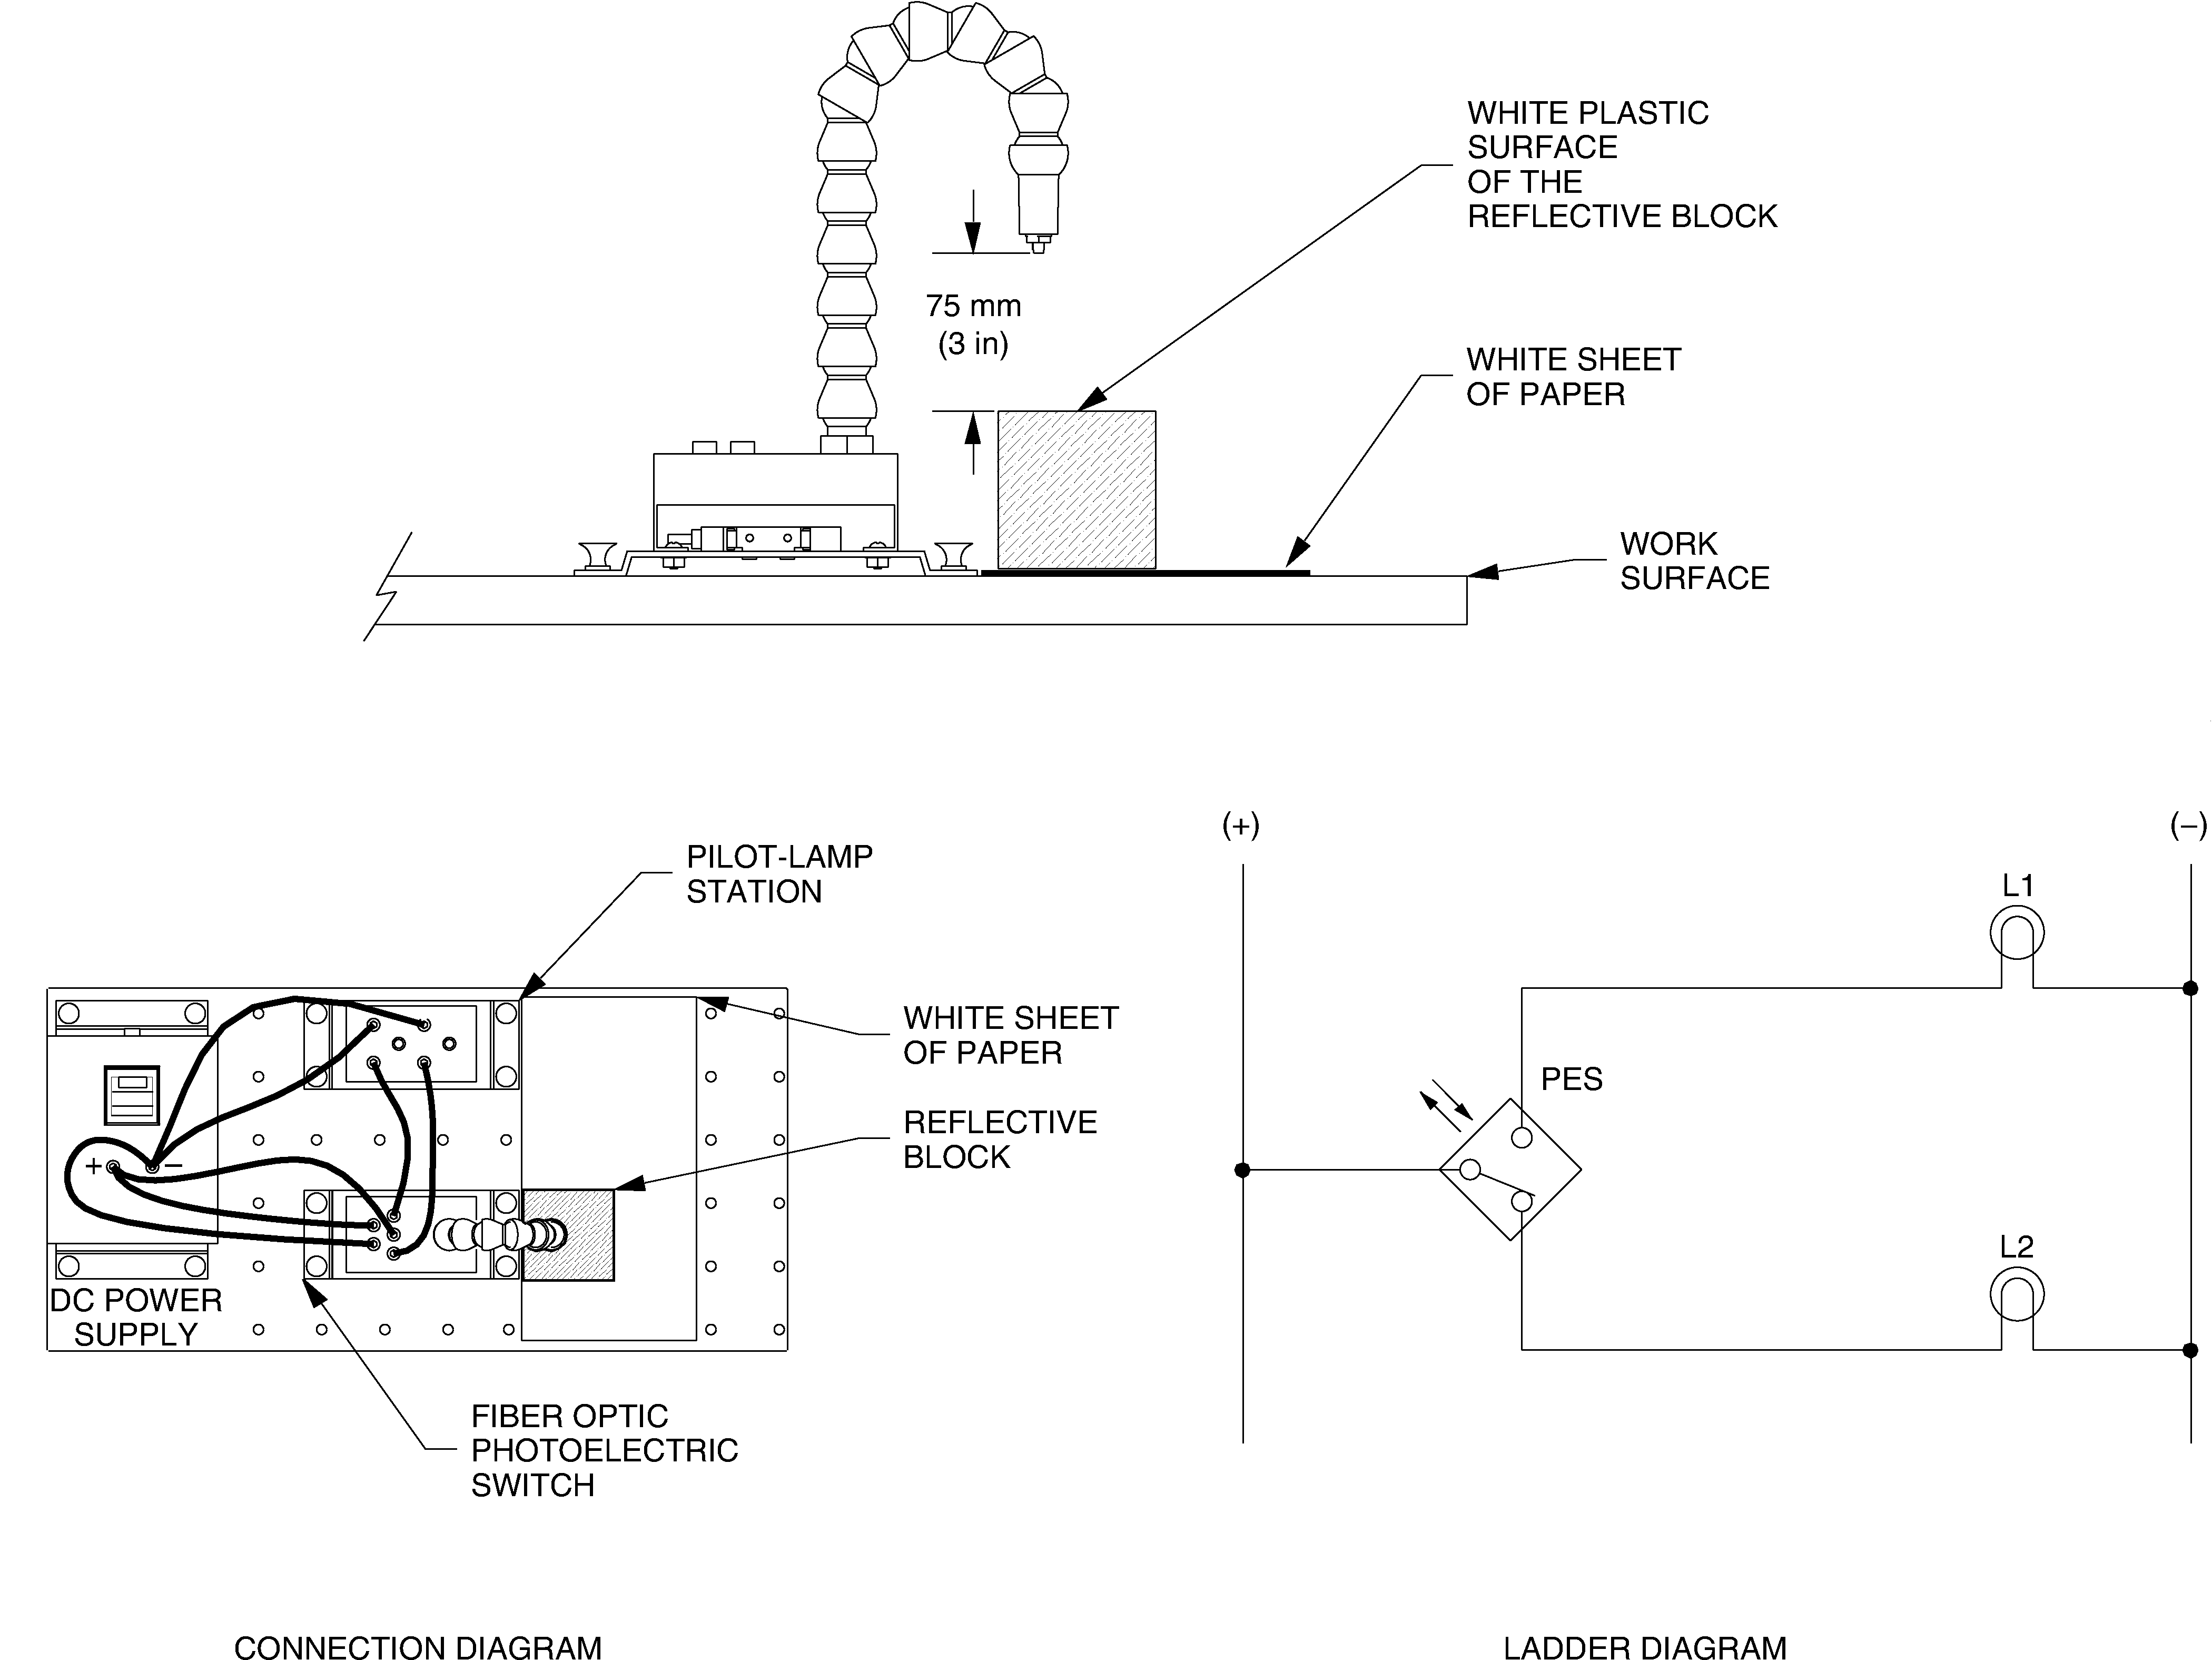 WHITE PLASTIC
SURFACE
OF THE
REFLECTIVE BLOCK
75 mm
(3 in)
WHITE SHEET
OF PAPER
WORK
SURFACE
PILOT-LAMP
STATION
WHITE SHEET
OF PAPER
REFLECTIVE
BLOCK
+ −
DC POWER
SUPPLY
FIBER OPTIC
PHOTOELECTRIC
SWITCH
CONNECTION DIAGRAM
(+)
(−)
L1
PES
L2
LADDER DIAGRAM